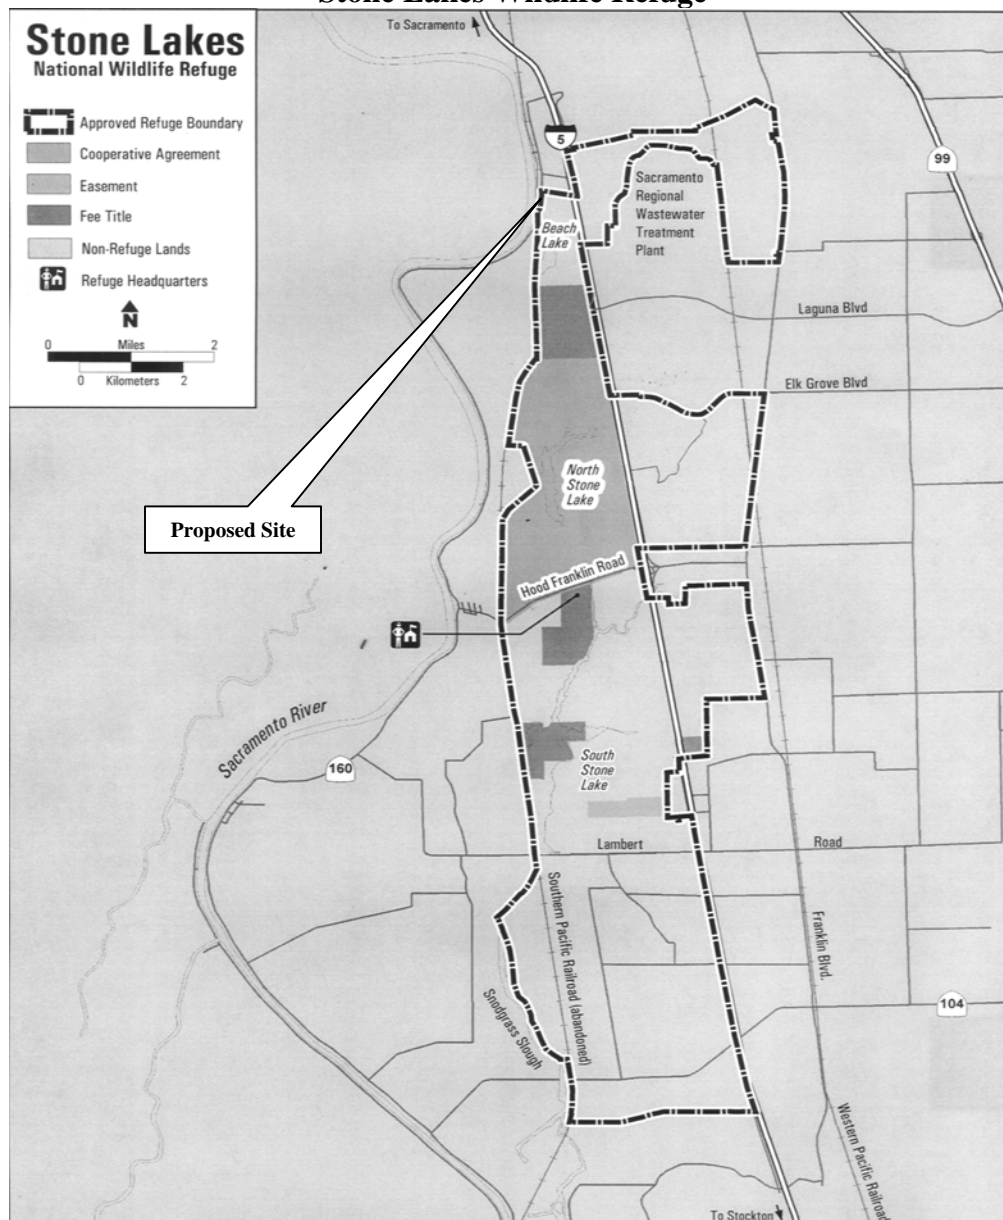 Stone Lakes Wildlife Refuge
To Sacramento
Stone Lakes
National Wildlife Refuge
Approved Refuge Boundary
Cooperative Agreement
Easement
Fee Title
Non-Refuge Lands
Refuge Headquarters
N
0 Miles 2
0 Kilometers 2
5
99
Sacramento
Regional
Wastewater
Treatment
Plant
Beach
Lake
Laguna Blvd
Elk Grove Blvd
North
Stone
Lake
Proposed Site
Hood Franklin Road
Sacramento River
160
South
Stone
Lake
Lambert Road
Southern Pacific Railroad (abandoned)
Franklin Blvd.
Snodgrass Slough
104
Western Pacific Railroad
To Stockton